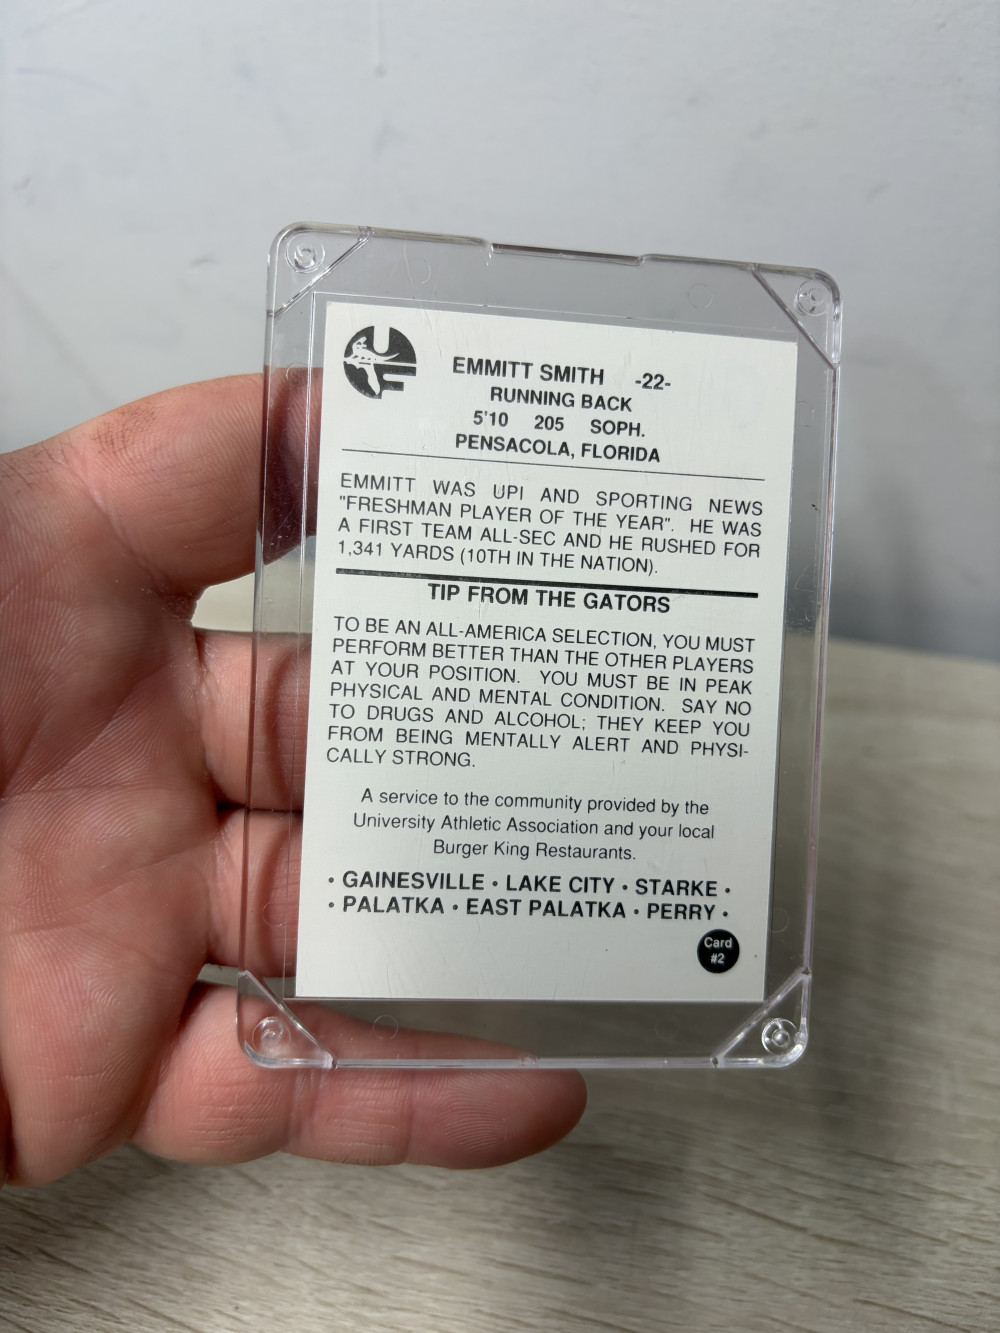 UF
EMMITT SMITH -22-
RUNNING BACK
5'10 205 SOPH.
PENSACOLA, FLORIDA
EMMITT WAS UPI AND SPORTING NEWS
"FRESHMAN PLAYER OF THE YEAR". HE WAS
A FIRST TEAM ALL-SEC AND HE RUSHED FOR
1,341 YARDS (10TH IN THE NATION).
TIP FROM THE GATORS
TO BE AN ALL-AMERICA SELECTION, YOU MUST
PERFORM BETTER THAN THE OTHER PLAYERS
AT YOUR POSITION. YOU MUST BE IN PEAK
PHYSICAL AND MENTAL CONDITION. SAY NO
TO DRUGS AND ALCOHOL; THEY KEEP YOU
FROM BEING MENTALLY ALERT AND PHYSI-
CALLY STRONG.
A service to the community provided by the
University Athletic Association and your local
Burger King Restaurants.
• GAINESVILLE • LAKE CITY • STARKE •
• PALATKA • EAST PALATKA • PERRY •
Card
#2